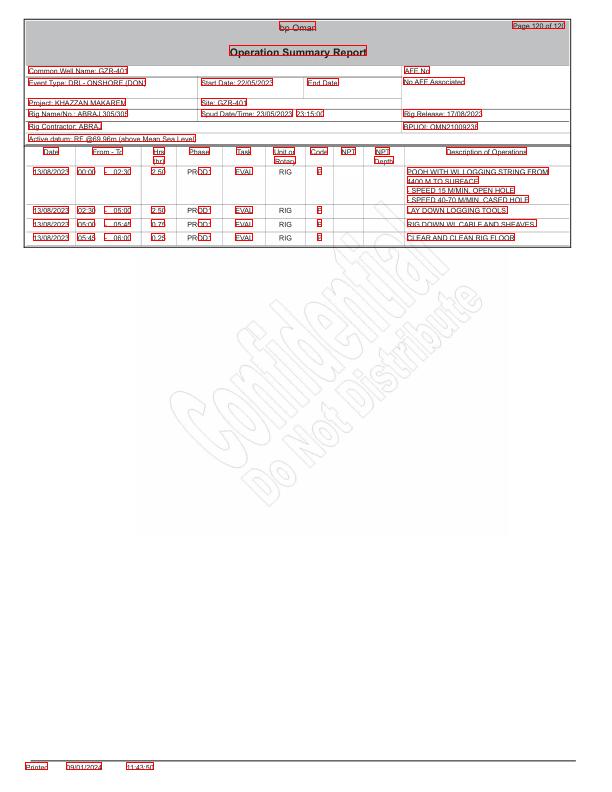 bp Oman
Page 120 of 120
Operation Summary Report
Common Well Name: GZR-401
AFE No
Event Type: DRL- ONSHORE (DON)
Start Date: 22/05/2023
End Date:
No AFE Associated
Project: KHAZZAN MAKAREM
Site: GZR-401
Rig Name/No.: ABRAJ 305/305
Spud Date/Time: 23/05/2023 23:15:00
Rig Release: 17/08/2023
Rig Contractor: ABRAJ
BPUOI: OMN21009236
Active datum: RF @69.96m (above Mean Sea Level)
Date From - To Hrs (hr) Phase Task Unit or Rotary Code NPT NPT Depth Description of Operations
13/08/2023 00:00 - 02:30 2.50 PROD1 EVAL RIG P POOH WITH WL LOGGING STRING FROM
4400 M TO SURFACE
- SPEED 15 M/MIN, OPEN HOLE
- SPEED 40-70 M/MIN, CASED HOLE
13/08/2023 02:30 - 05:00 2.50 PROD1 EVAL RIG P LAY DOWN LOGGING TOOLS.
13/08/2023 05:00 - 05:45 0.75 PROD1 EVAL RIG P RIG DOWN WL CABLE AND SHEAVES.
13/08/2023 05:45 - 06:00 0.25 PROD1 EVAL RIG P CLEAR AND CLEAN RIG FLOOR
Confidential
Do Not Distribute
Printed 09/01/2024 11:43:50